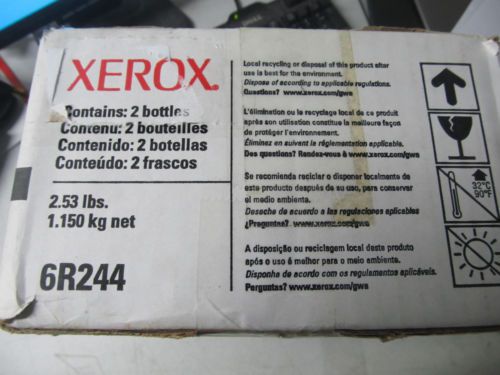 XEROX.
Contains: 2 bottles
Contenu: 2 bouteilles
Contenido: 2 botellas
Conteúdo: 2 frascos
2.53 lbs.
1.150 kg net
6R244
Local recycling or disposal of this product after
use is best for the environment.
Dispose of according to applicable regulations.
Questions? www.xerox.com/gwa
L'élimination ou le recyclage local de ce produit
après son utilisation constitue la meilleure façon
de protéger l'environnement.
Éliminez en suivant la réglementation applicable.
Des questions? Rendez-vous à www.xerox.com/gwa
Se recomienda reciclar o disponer localmente de
este producto después de su uso, para conservar
el medio ambiente.
Deseche de acuerdo a las regulaciones aplicables
¿Preguntas? www.xerox.com/gwa
A disposição ou reciclagem local deste produto
após o uso é melhor para o meio ambiente.
Disponha de acordo com os regulamentos aplicáveis.
Perguntas? www.xerox.com/gwa
32°C
90°F